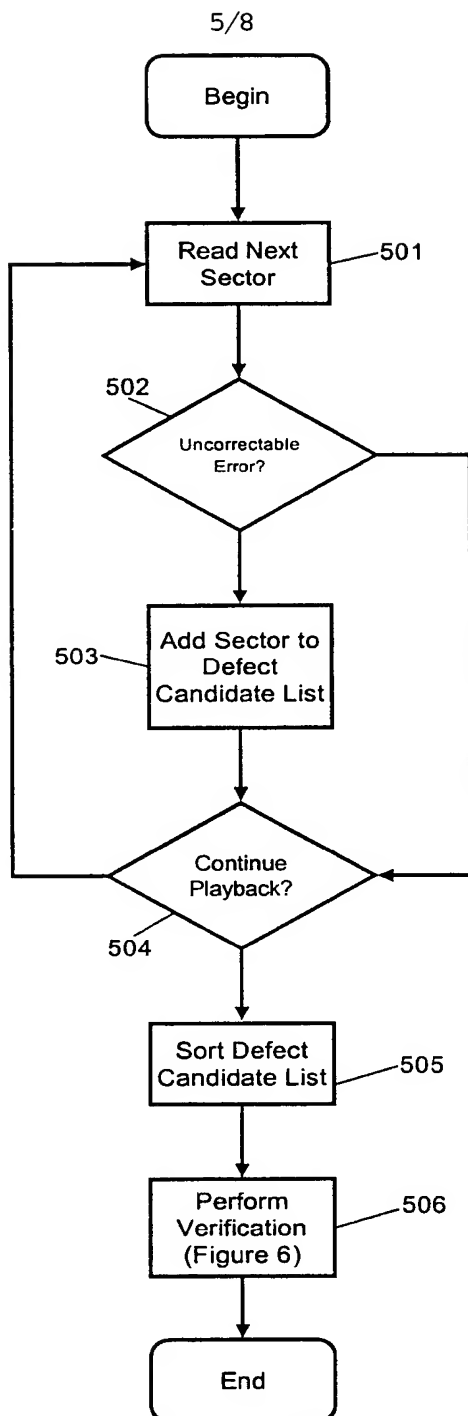 5/8
Begin
Read Next
Sector
501
502
Uncorrectable
Error?
503
Add Sector to
Defect
Candidate List
Continue
Playback?
504
Sort Defect
Candidate List
505
Perform
Verification
(Figure 6)
506
End